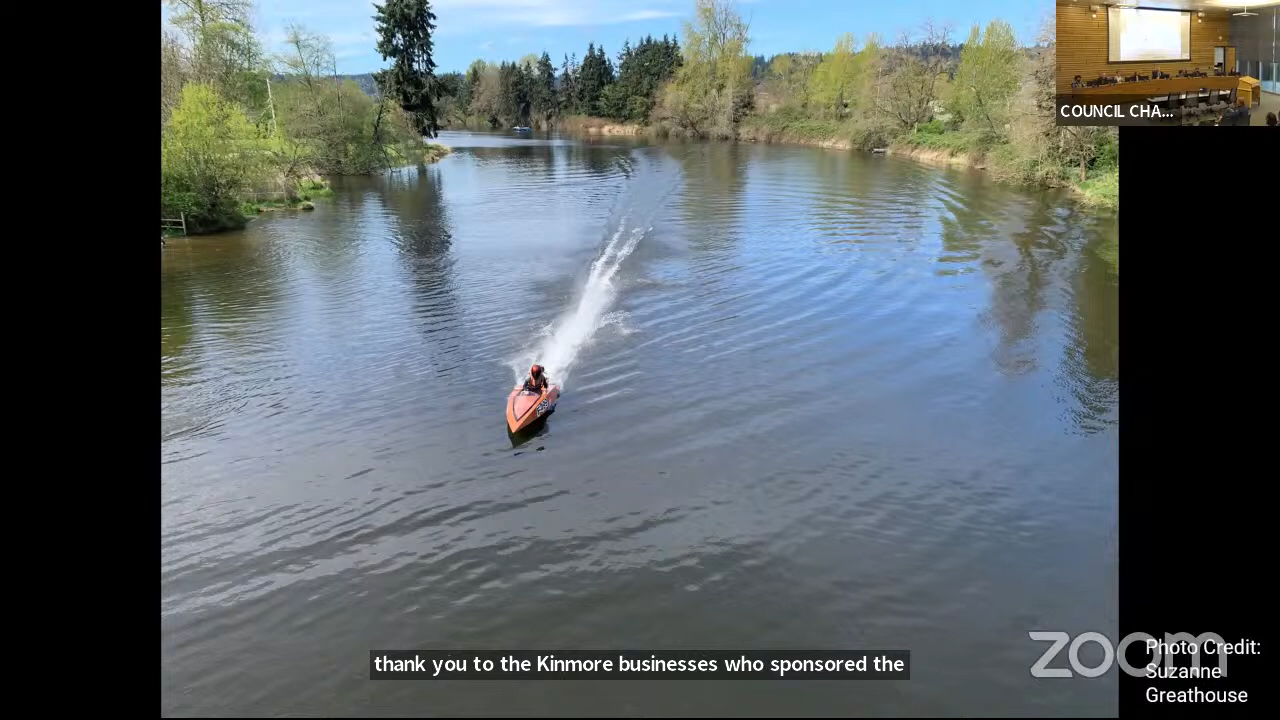 COUNCIL CHA...
thank you to the Kinmore businesses who sponsored the
zoom
Photo Credit:
Suzanne
Greathouse